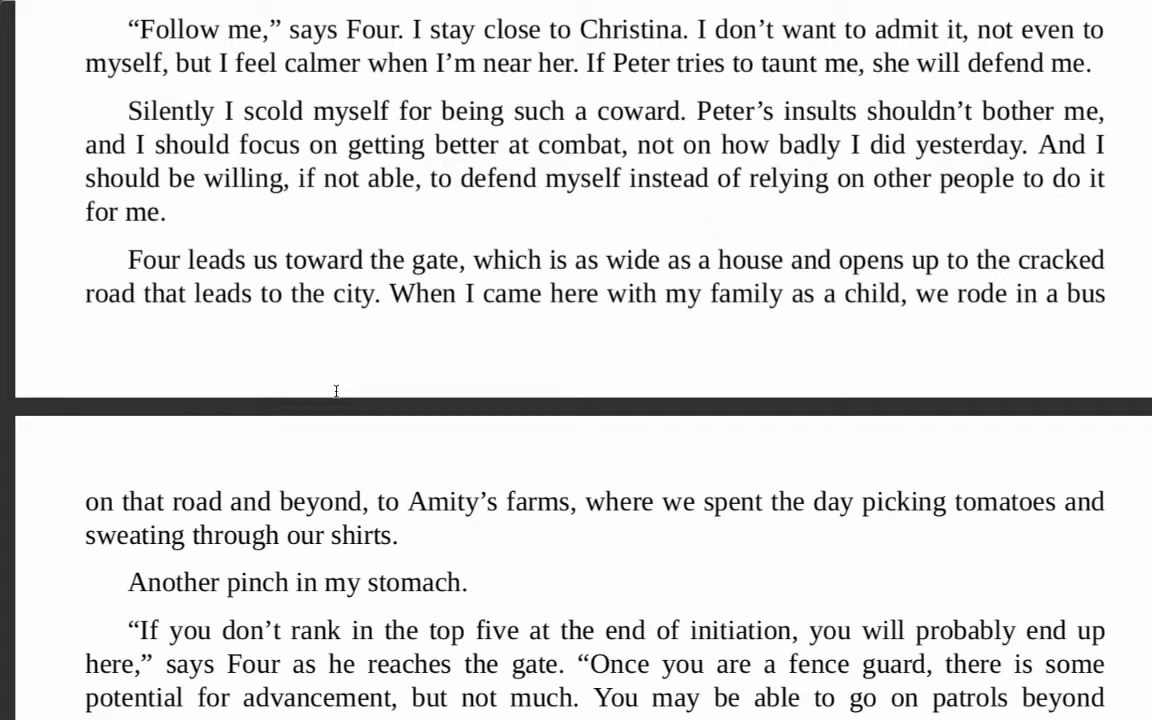 “Follow me,” says Four. I stay close to Christina. I don’t want to admit it, not even to
myself, but I feel calmer when I’m near her. If Peter tries to taunt me, she will defend me.
Silently I scold myself for being such a coward. Peter’s insults shouldn’t bother me,
and I should focus on getting better at combat, not on how badly I did yesterday. And I
should be willing, if not able, to defend myself instead of relying on other people to do it
for me.
Four leads us toward the gate, which is as wide as a house and opens up to the cracked
road that leads to the city. When I came here with my family as a child, we rode in a bus
on that road and beyond, to Amity’s farms, where we spent the day picking tomatoes and
sweating through our shirts.
Another pinch in my stomach.
“If you don’t rank in the top five at the end of initiation, you will probably end up
here,” says Four as he reaches the gate. “Once you are a fence guard, there is some
potential for advancement, but not much. You may be able to go on patrols beyond